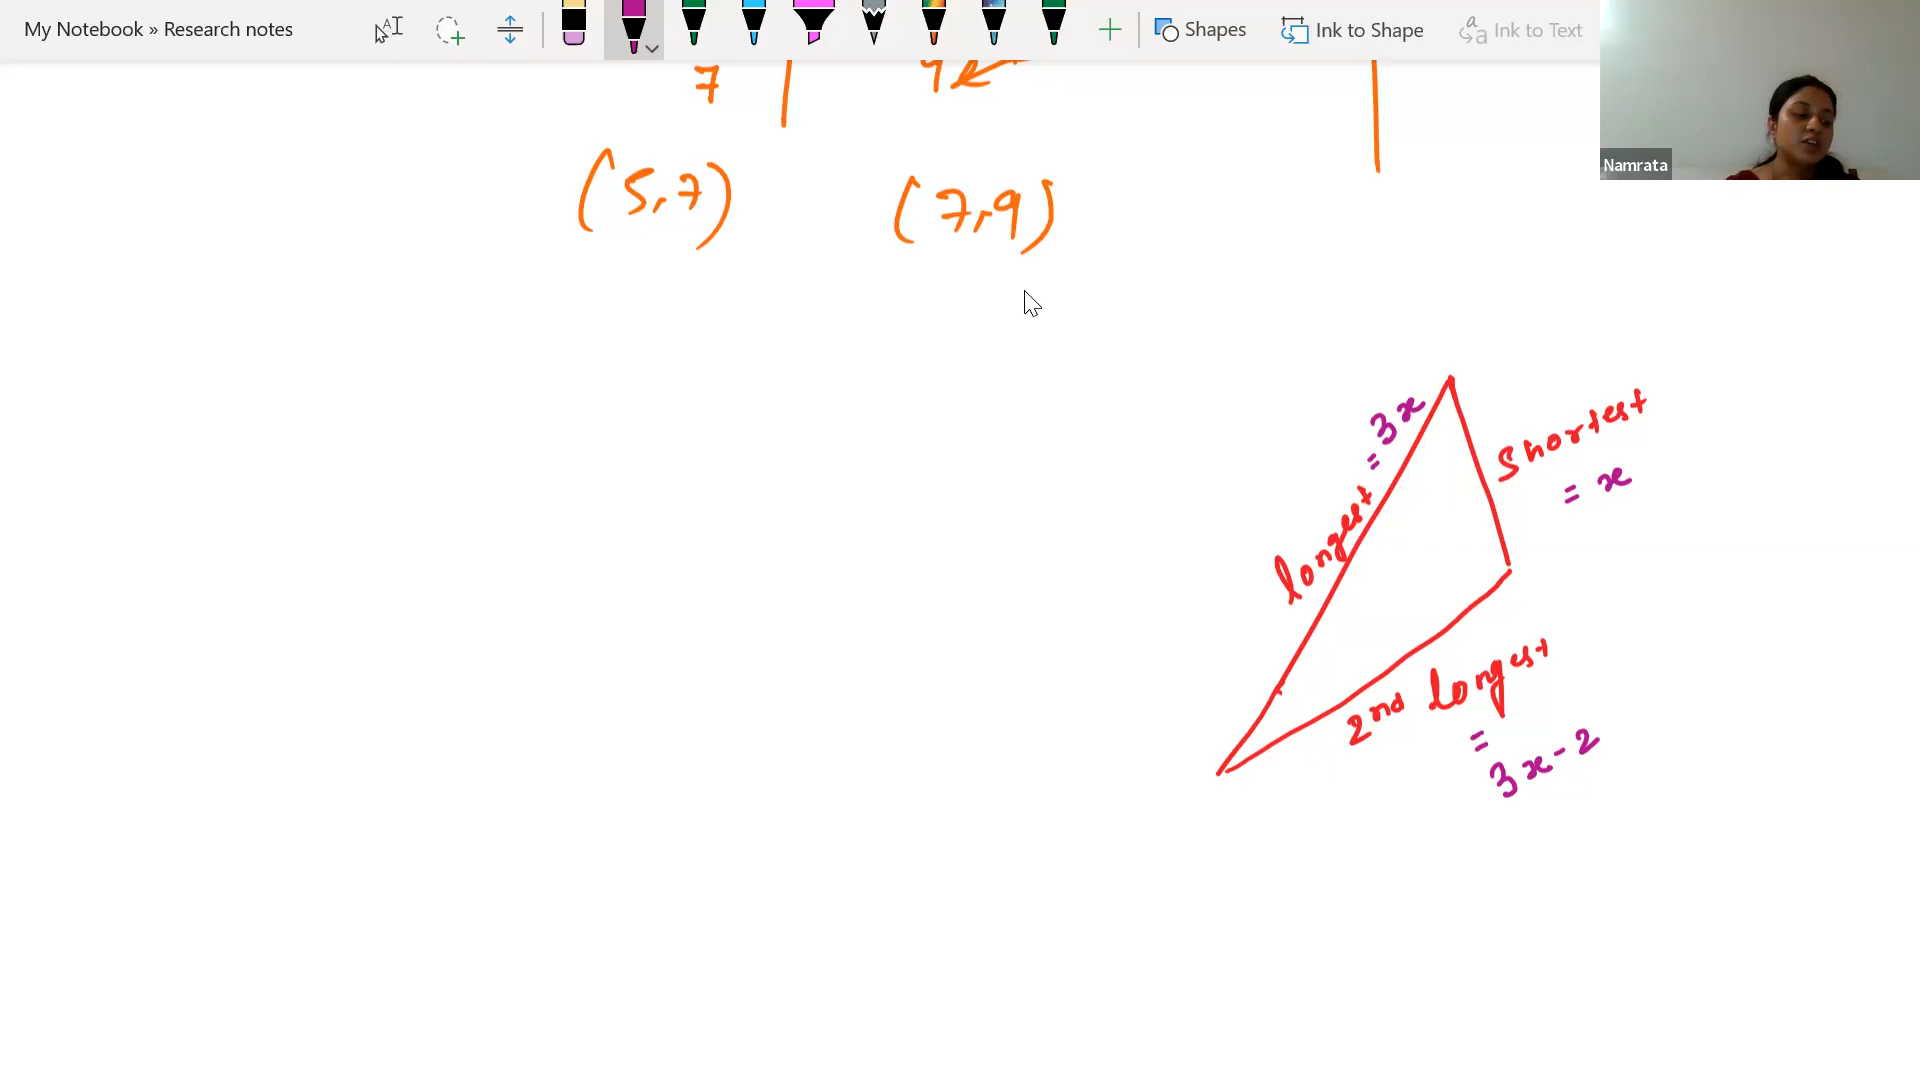 My Notebook » Research notes
Shapes
Ink to Shape
Ink to Text
Namrata
7
9
(5,7)
(7,9)
longest = 3x
Shortest
= x
2nd longest
=
3x-2